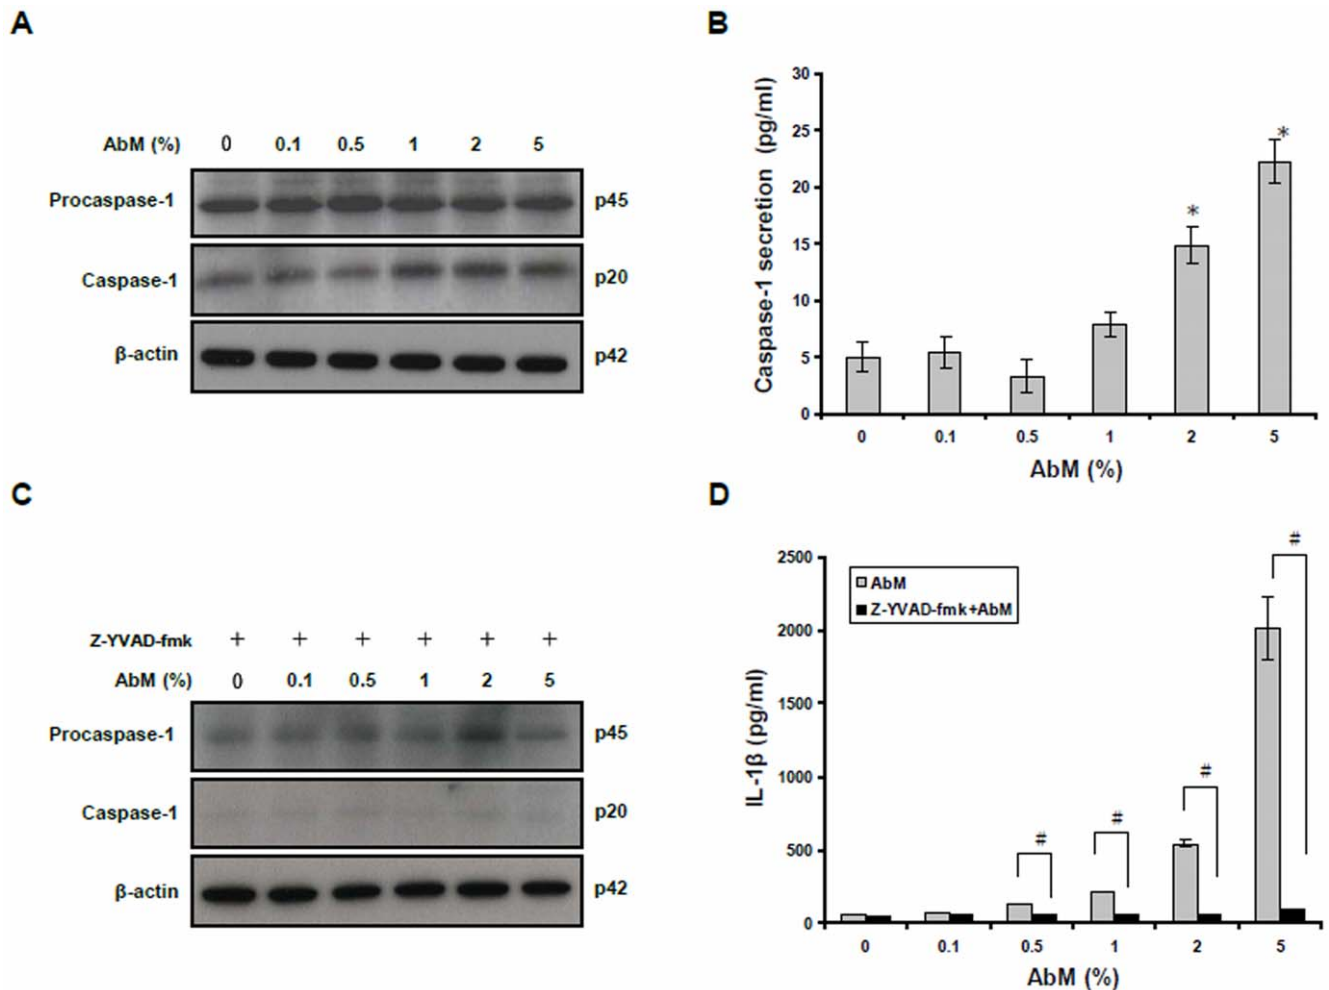 A
AbM (%) 0 0.1 0.5 1 2 5
Procaspase-1 p45
Caspase-1 p20
β-actin p42
B
Caspase-1 secretion (pg/ml)
30
25
20
15
10
5
0
*
*
0 0.1 0.5 1 2 5
AbM (%)
C
Z-YVAD-fmk + + + + + +
AbM (%) 0 0.1 0.5 1 2 5
Procaspase-1 p45
Caspase-1 p20
β-actin p42
D
IL-1β (pg/ml)
2500
2000
1500
1000
500
0
AbM
Z-YVAD-fmk+AbM
#
#
#
#
0 0.1 0.5 1 2 5
AbM (%)